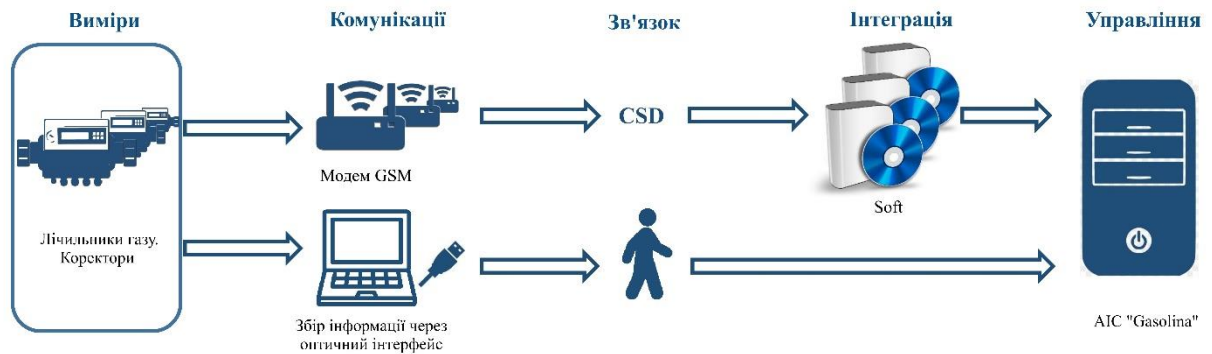 Виміри
Комунікації
Зв'язок
Інтеграція
Управління
Модем GSM
CSD
Soft
Лічильники газу.
Коректори
Збір інформації через
оптичний інтерфейс
АІС "Gasolina"